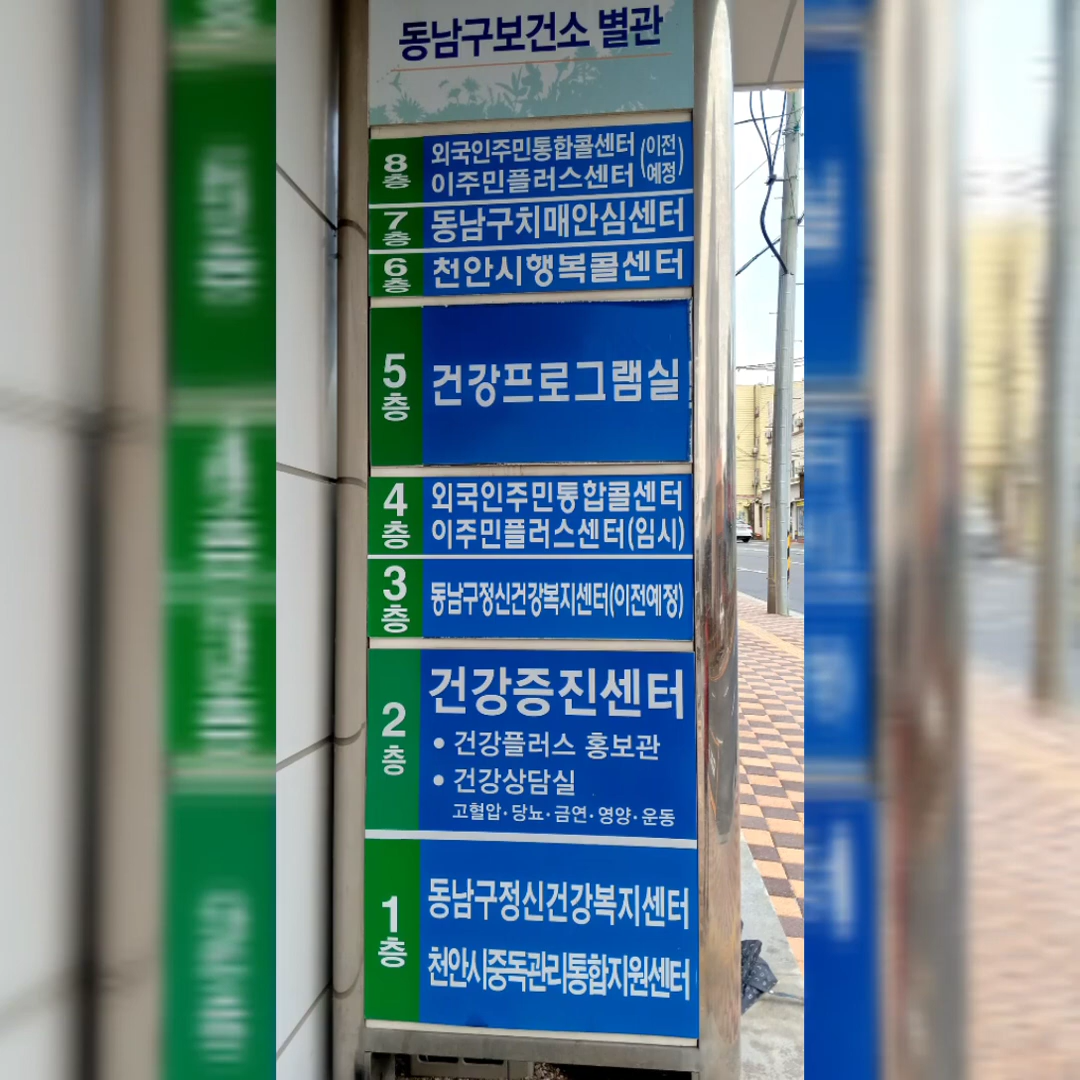 동남구보건소 별관
8층
외국인주민통합콜센터 (이전예정)
이주민플러스센터
7층
동남구치매안심센터
6층
천안시행복콜센터
5층
건강프로그램실
4층
외국인주민통합콜센터
이주민플러스센터(임시)
3층
동남구정신건강복지센터(이전예정)
2층
건강증진센터
• 건강플러스 홍보관
• 건강상담실
고혈압·당뇨·금연·영양·운동
1층
동남구정신건강복지센터
천안시중독관리통합지원센터